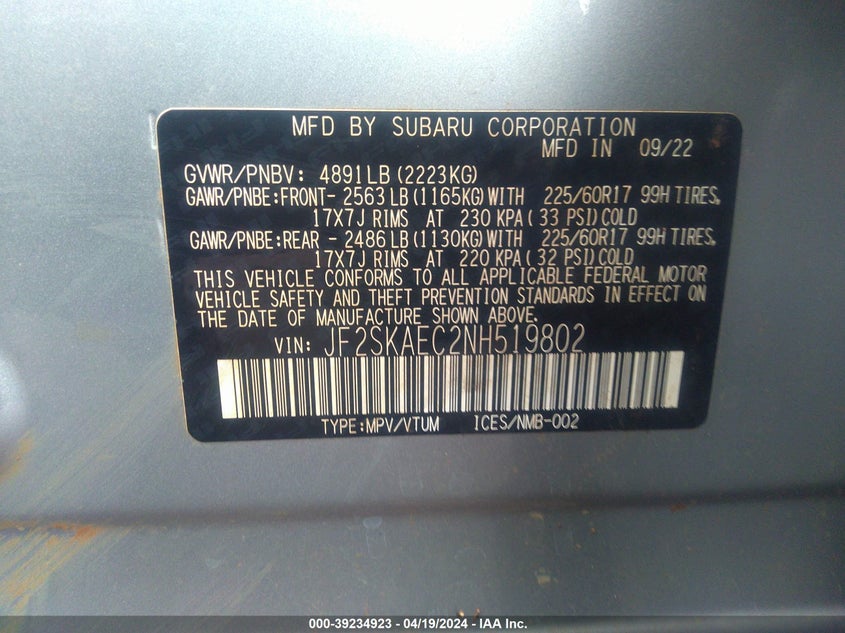 MFD BY SUBARU CORPORATION
MFD IN 09/22
GVWR/PNBV: 4891LB (2223KG)
GAWR/PNBE:FRONT- 2563 LB (1165KG) WITH 225/60R17 99H TIRES,
17X7J RIMS AT 230 KPA ( 33 PSI) COLD
GAWR/PNBE:REAR - 2486 LB (1130KG) WITH 225/60R17 99H TIRES,
17X7J RIMS AT 220 KPA ( 32 PSI) COLD
THIS VEHICLE CONFORMS TO ALL APPLICABLE FEDERAL MOTOR
VEHICLE SAFETY AND THEFT PREVENTION STANDARDS IN EFFECT ON
THE DATE OF MANUFACTURE SHOWN ABOVE.
VIN: JF2SKAEC2NH519802
TYPE:MPV/VTUM ICES/NMB-002
000-39234923 - 04/19/2024 - IAA Inc.